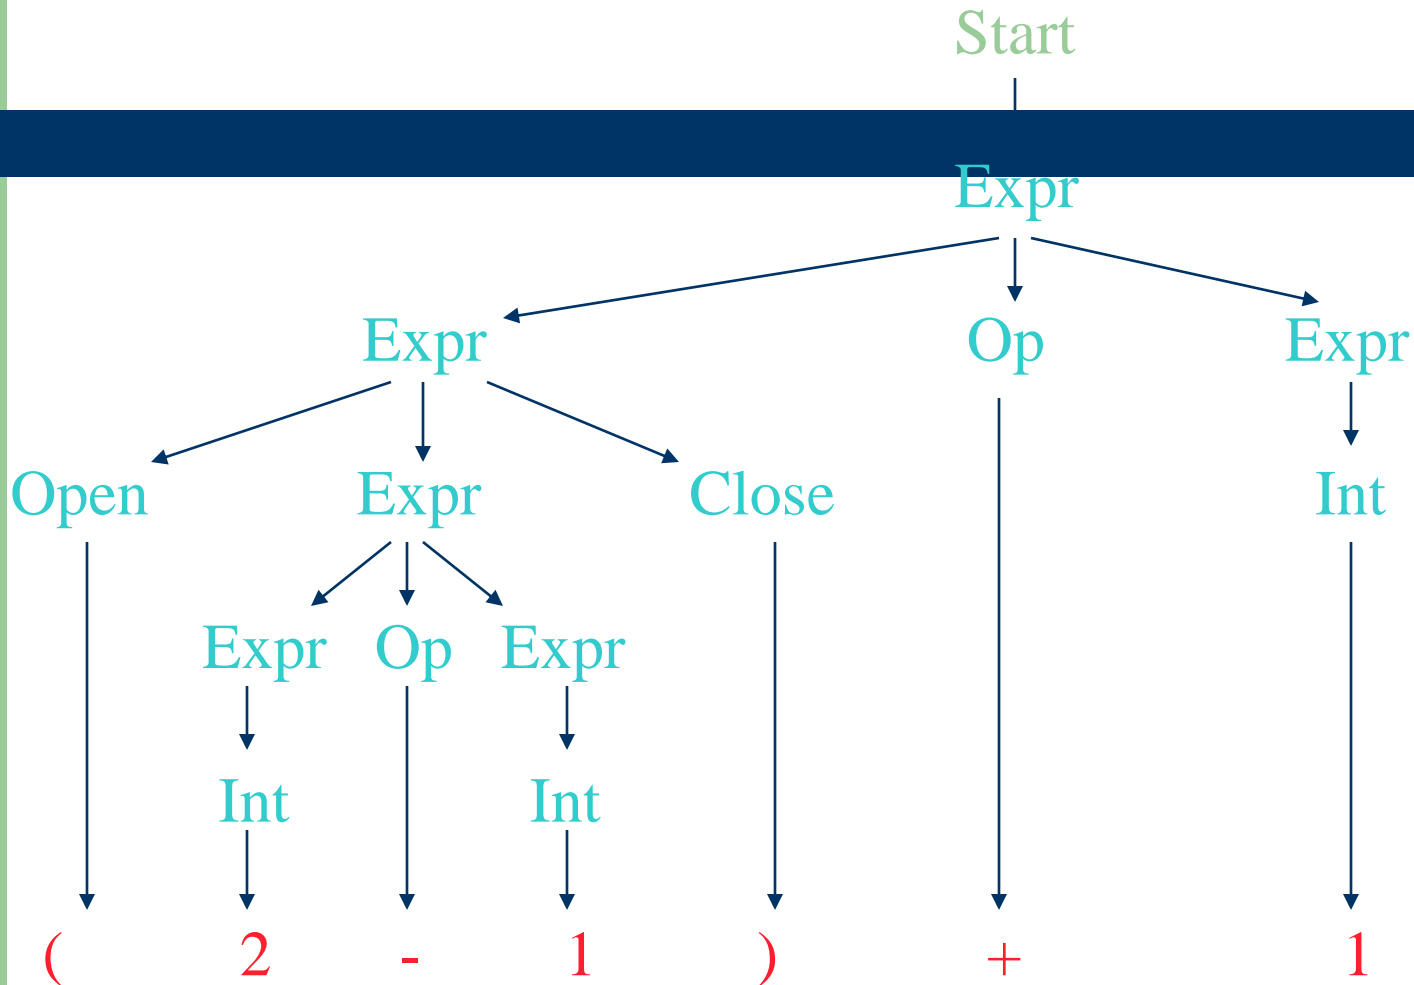 Start
Expr
Expr Op Expr
Open Expr Close Int
Expr Op Expr
Int Int
( 2 - 1 ) + 1